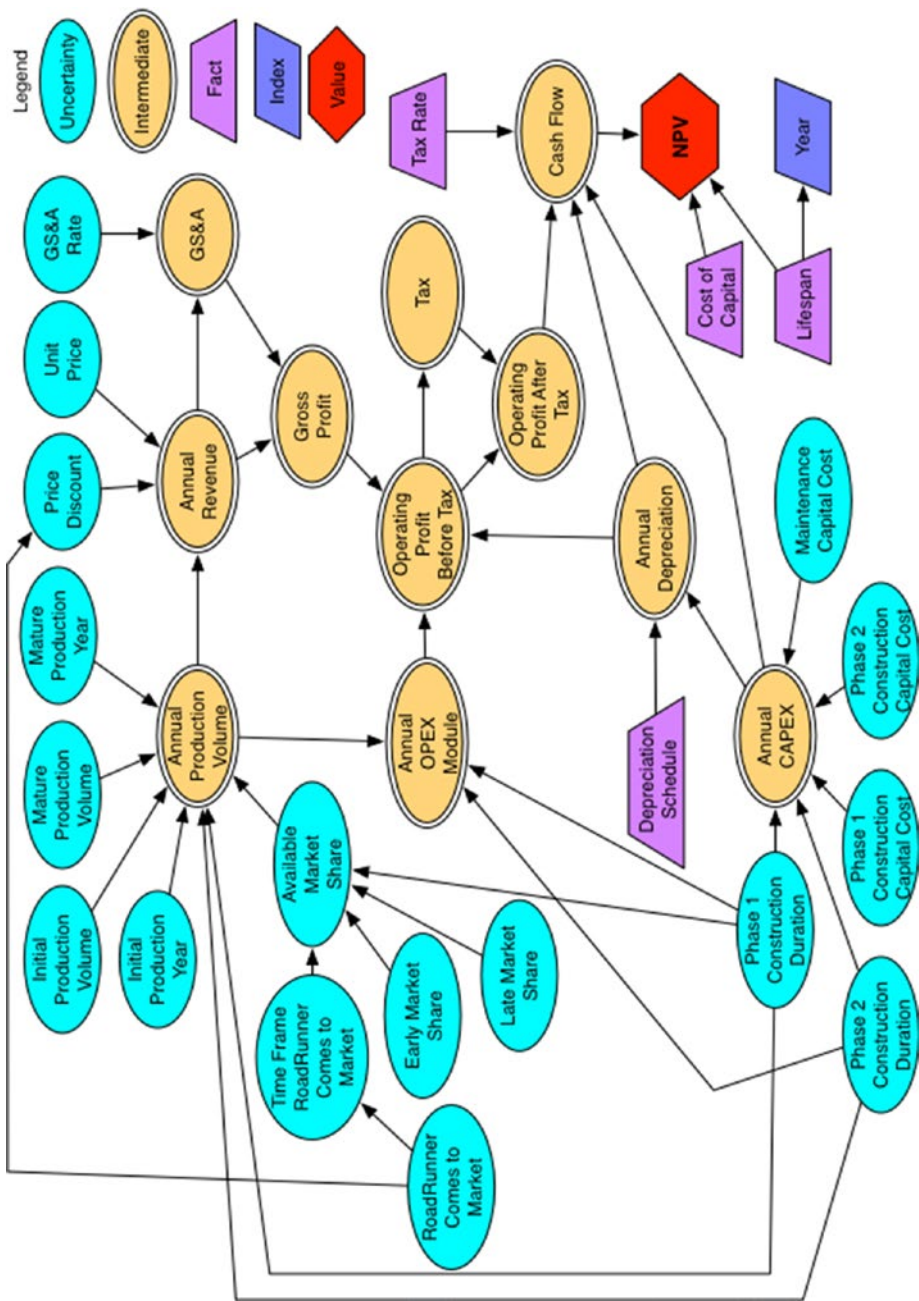 Legend
Uncertainty
Intermediate
Fact
Index
Value
Initial
Production
Volume
Mature
Production
Volume
Mature
Production
Year
Price
Discount
Unit
Price
GS&A
Rate
Initial
Production
Year
Annual
Production
Volume
Annual
Revenue
GS&A
Time Frame
RoadRunner
Comes to
Market
Available
Market
Share
Gross
Profit
Early Market
Share
RoadRunner
Comes to
Market
Late Market
Share
Annual
OPEX
Module
Operating
Profit
Before Tax
Tax
Tax Rate
Operating
Profit After
Tax
Cash Flow
Depreciation
Schedule
Annual
Depreciation
Cost of
Capital
NPV
Phase 1
Construction
Duration
Annual
CAPEX
Maintenance
Capital Cost
Lifespan
Year
Phase 2
Construction
Duration
Phase 1
Construction
Capital Cost
Phase 2
Construction
Capital Cost